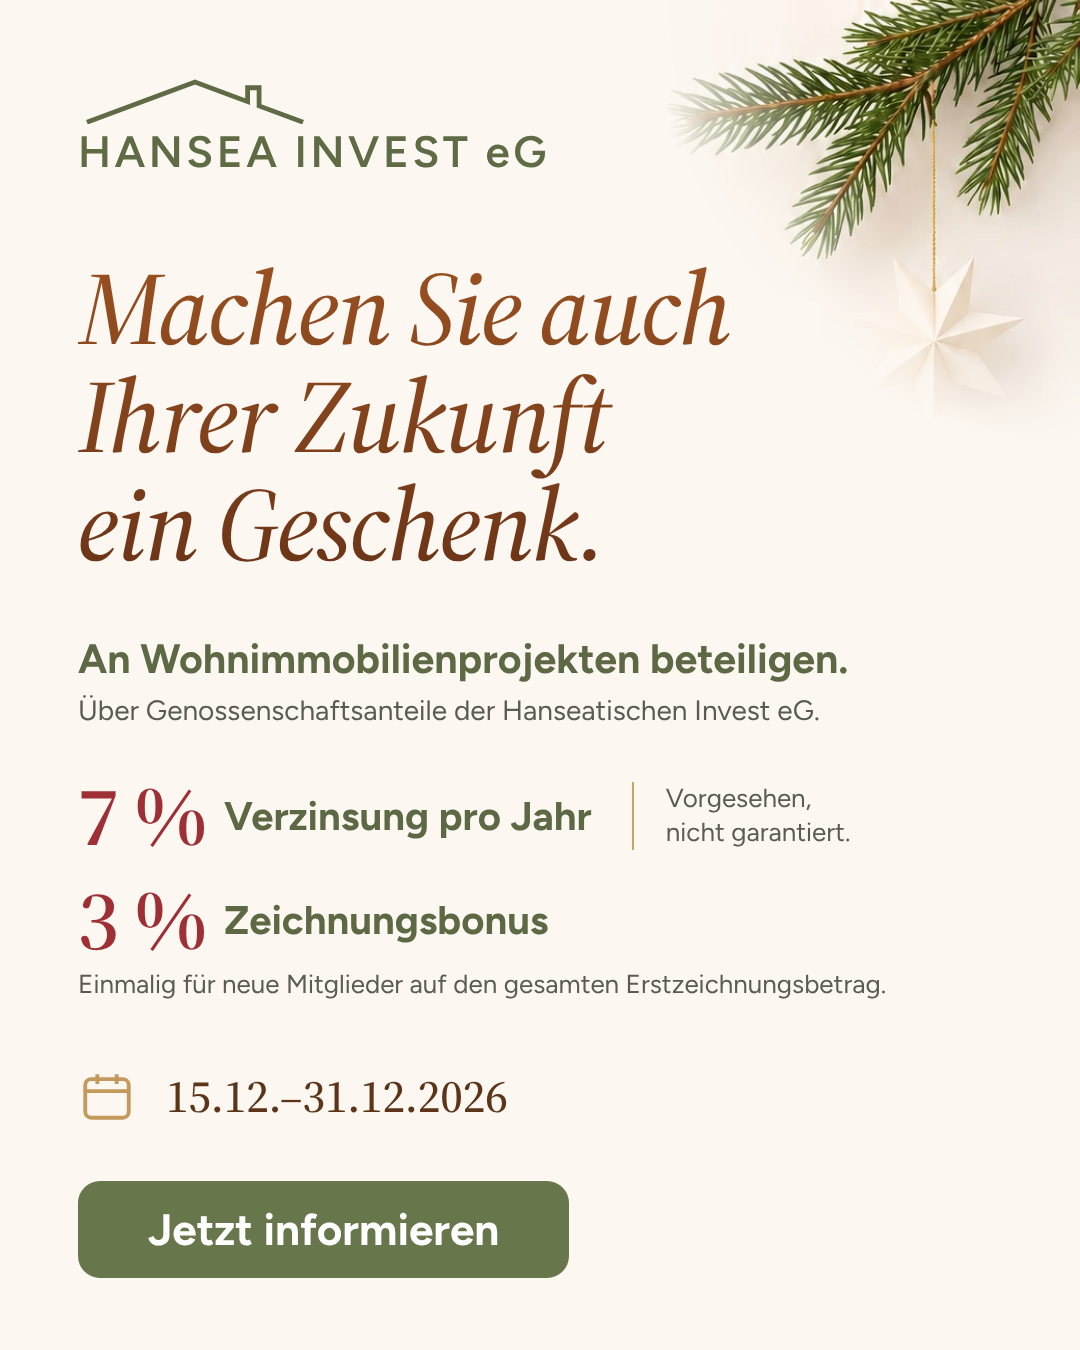 HANSEA INVEST eG
Machen Sie auch
Ihrer Zukunft
ein Geschenk.
An Wohnimmobilienprojekten beteiligen.
Über Genossenschaftsanteile der Hanseatischen Invest eG.
7 % Verzinsung pro Jahr
Vorgesehen,
nicht garantiert.
3 % Zeichnungsbonus
Einmalig für neue Mitglieder auf den gesamten Erstzeichnungsbetrag.
15.12.–31.12.2026
Jetzt informieren